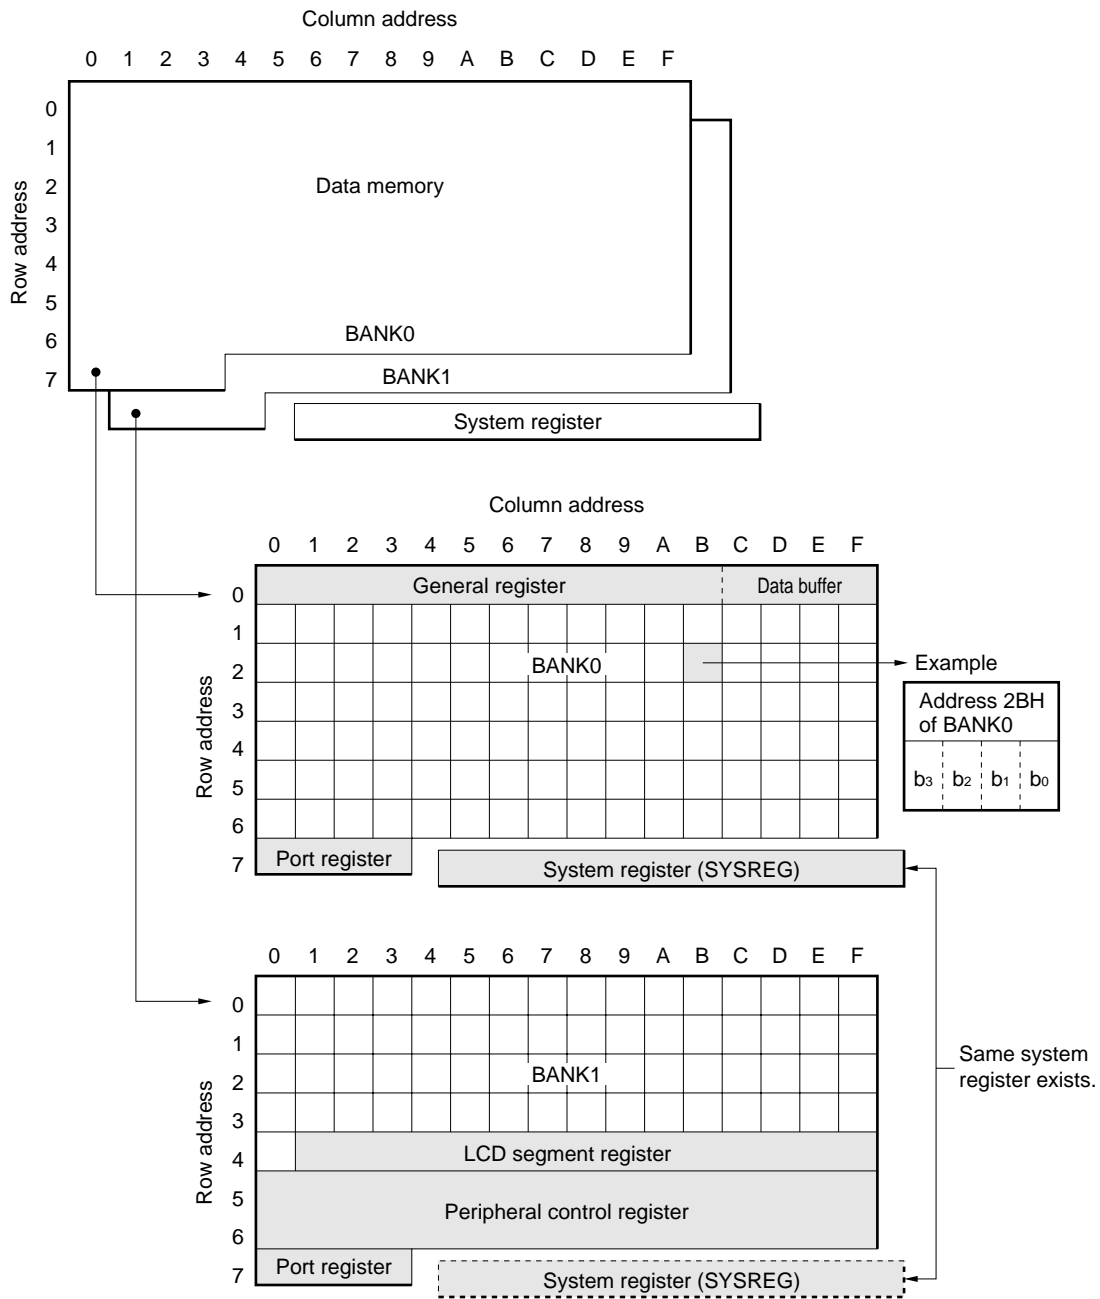 Column address
0 1 2 3 4 5 6 7 8 9 A B C D E F
Row address
0
1
2
3
4
5
6
7
Data memory
BANK0
BANK1
System register
Column address
0 1 2 3 4 5 6 7 8 9 A B C D E F
Row address
0
1
2
3
4
5
6
7
General register
Data buffer
BANK0
Example
Address 2BH
of BANK0
b3 b2 b1 b0
Port register
System register (SYSREG)
0 1 2 3 4 5 6 7 8 9 A B C D E F
Row address
0
1
2
3
4
5
6
7
BANK1
Same system
register exists.
LCD segment register
Peripheral control register
Port register
System register (SYSREG)